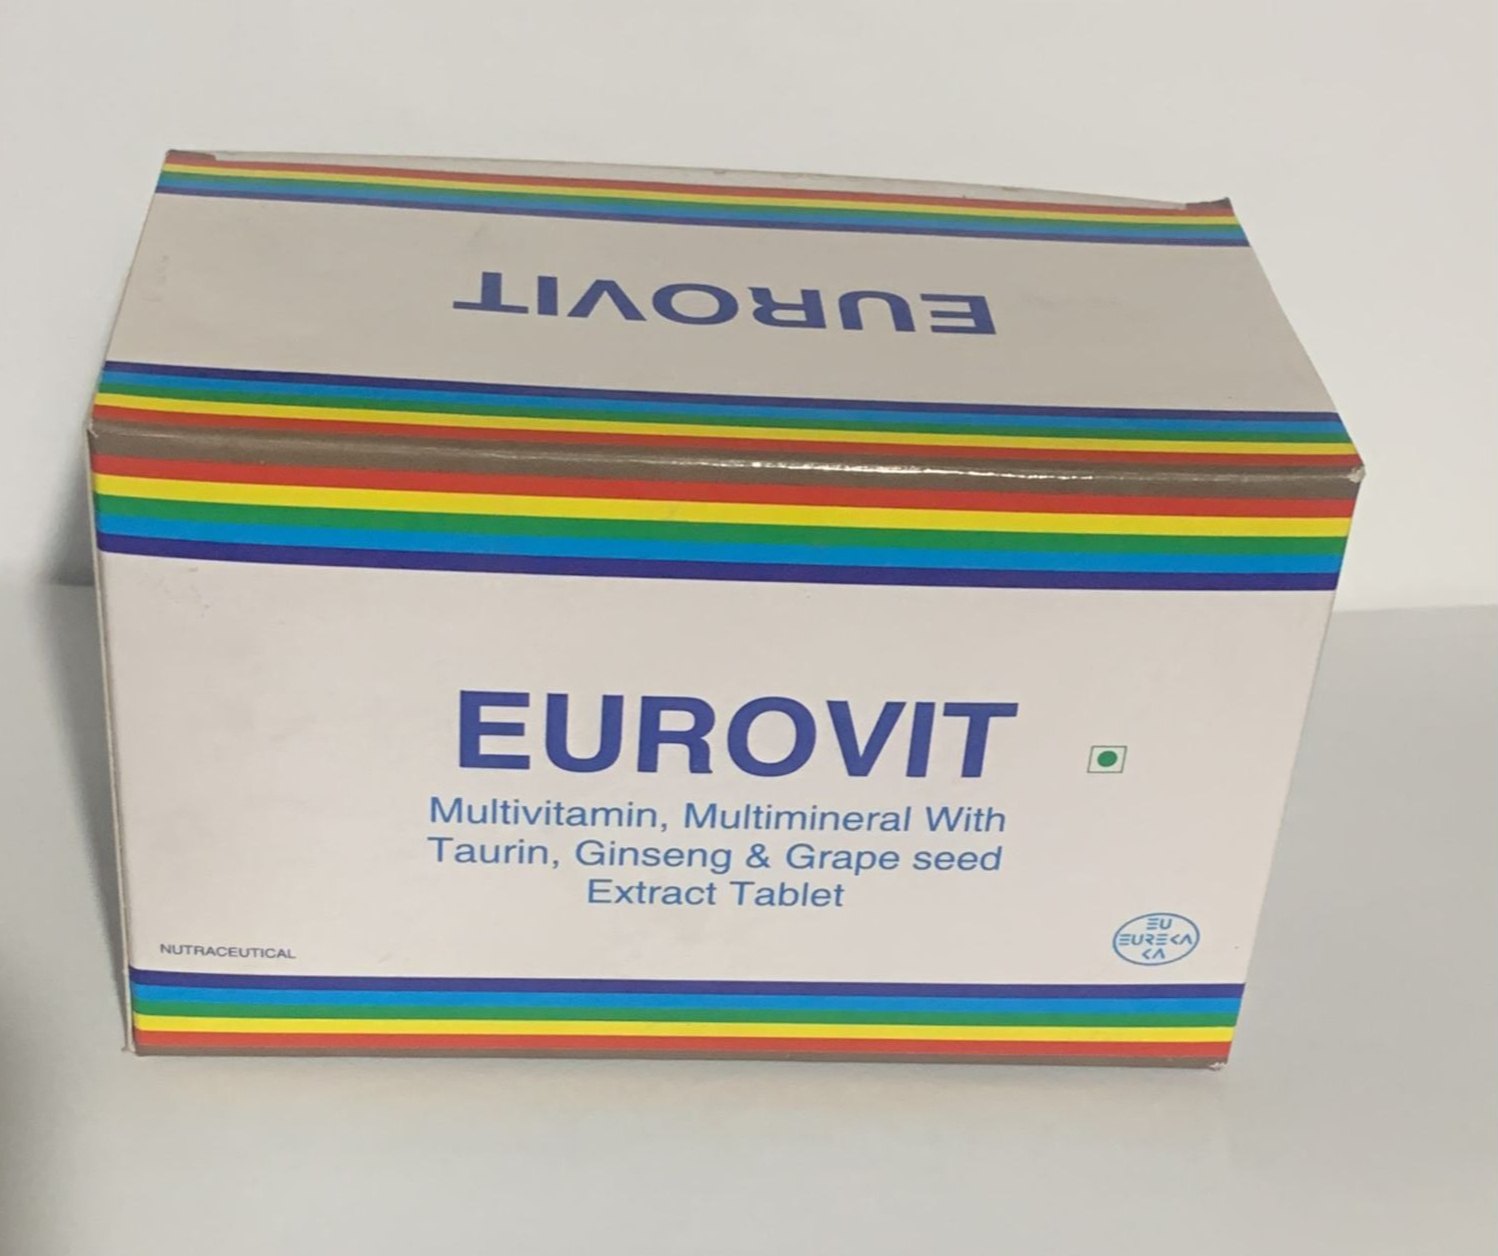 EUROVIT
EUROVIT
Multivitamin, Multimineral With
Taurin, Ginseng & Grape seed
Extract Tablet
NUTRACEUTICAL
EU
EUREKA
KA